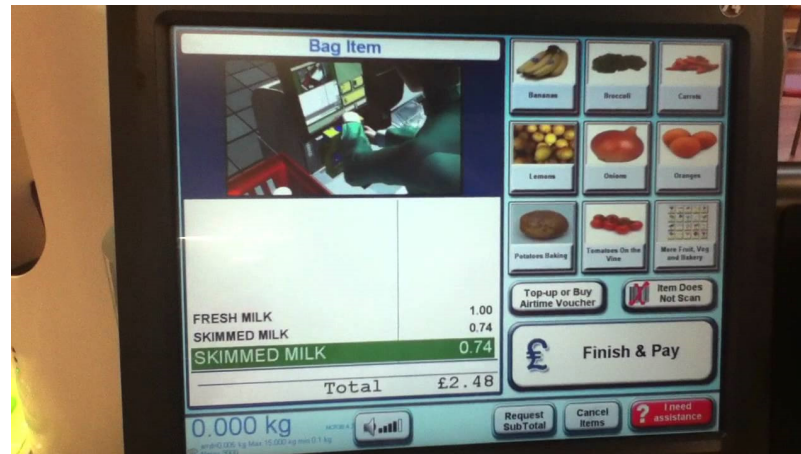 Bag Item
Bananas
Broccoli
Carrots
Lemons
Onions
Oranges
Potatoes Baking
Tomatoes On the
Vine
More Fruit, Veg
and Bakery
Top-up or Buy
Airtime Voucher
Item Does
Not Scan
FRESH MILK 1.00
SKIMMED MILK 0.74
SKIMMED MILK 0.74
Total £2.48
£ Finish & Pay
0.000 kg
Request
SubTotal
Cancel
Items
? I need
assistance